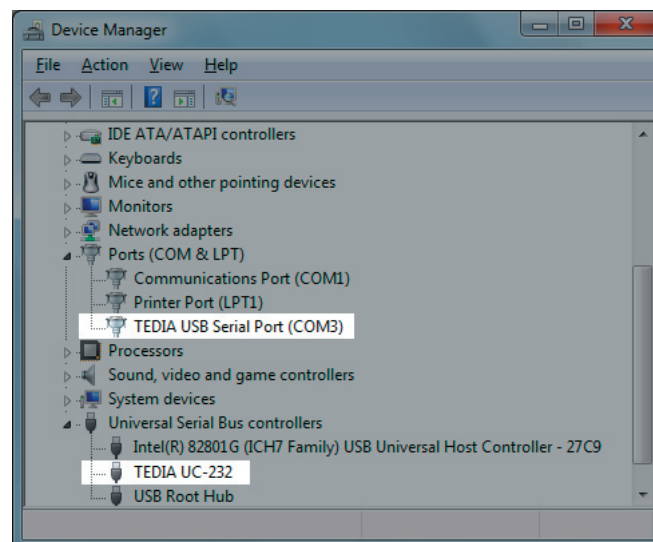 Device Manager
File Action View Help
IDE ATA/ATAPI controllers
Keyboards
Mice and other pointing devices
Monitors
Network adapters
Ports (COM & LPT)
Communications Port (COM1)
Printer Port (LPT1)
TEDIA USB Serial Port (COM3)
Processors
Sound, video and game controllers
System devices
Universal Serial Bus controllers
Intel(R) 82801G (ICH7 Family) USB Universal Host Controller - 27C9
TEDIA UC-232
USB Root Hub